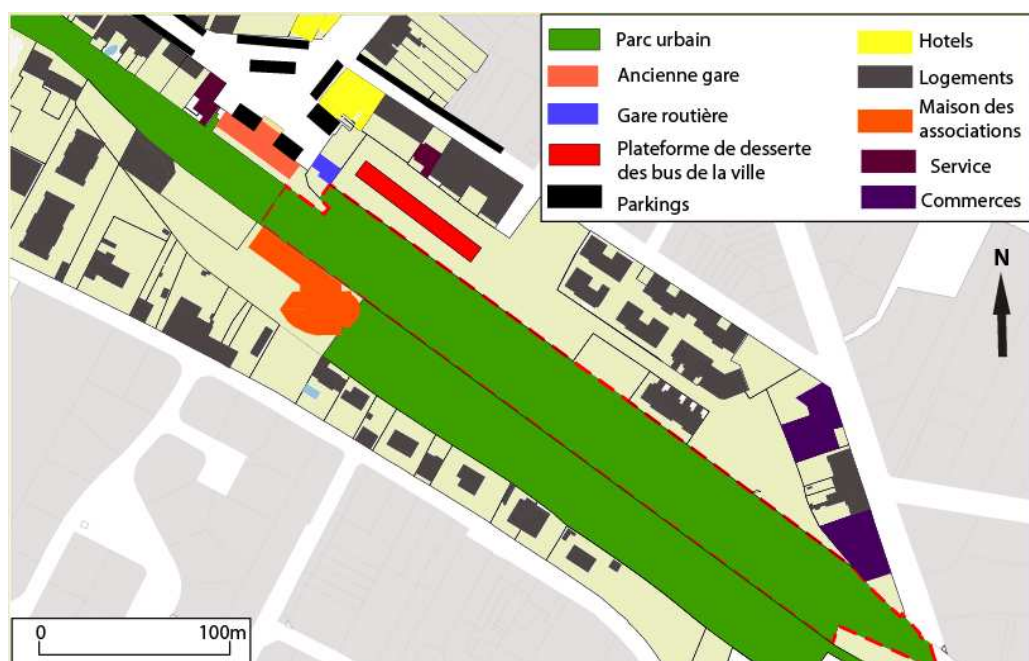 Parc urbain
Ancienne gare
Gare routière
Plateforme de desserte
des bus de la ville
Parkings
Hotels
Logements
Maison des
associations
Service
Commerces
N
0 100m